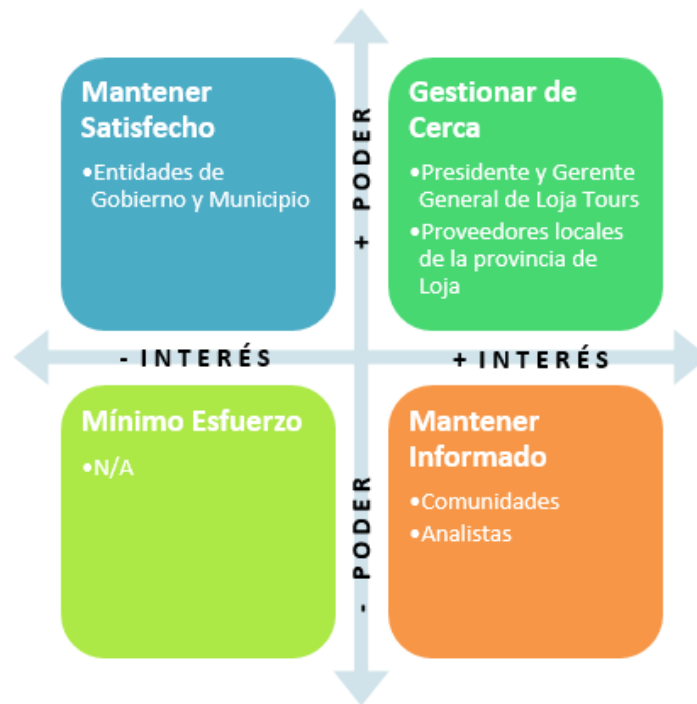 Mantener
Satisfecho
•Entidades de
Gobierno y Municipio
+ PODER
Gestionar de
Cerca
•Presidente y Gerente
General de Loja Tours
•Proveedores locales
de la provincia de
Loja
- INTERÉS
+ INTERÉS
Mínimo Esfuerzo
•N/A
- PODER
Mantener
Informado
•Comunidades
•Analistas